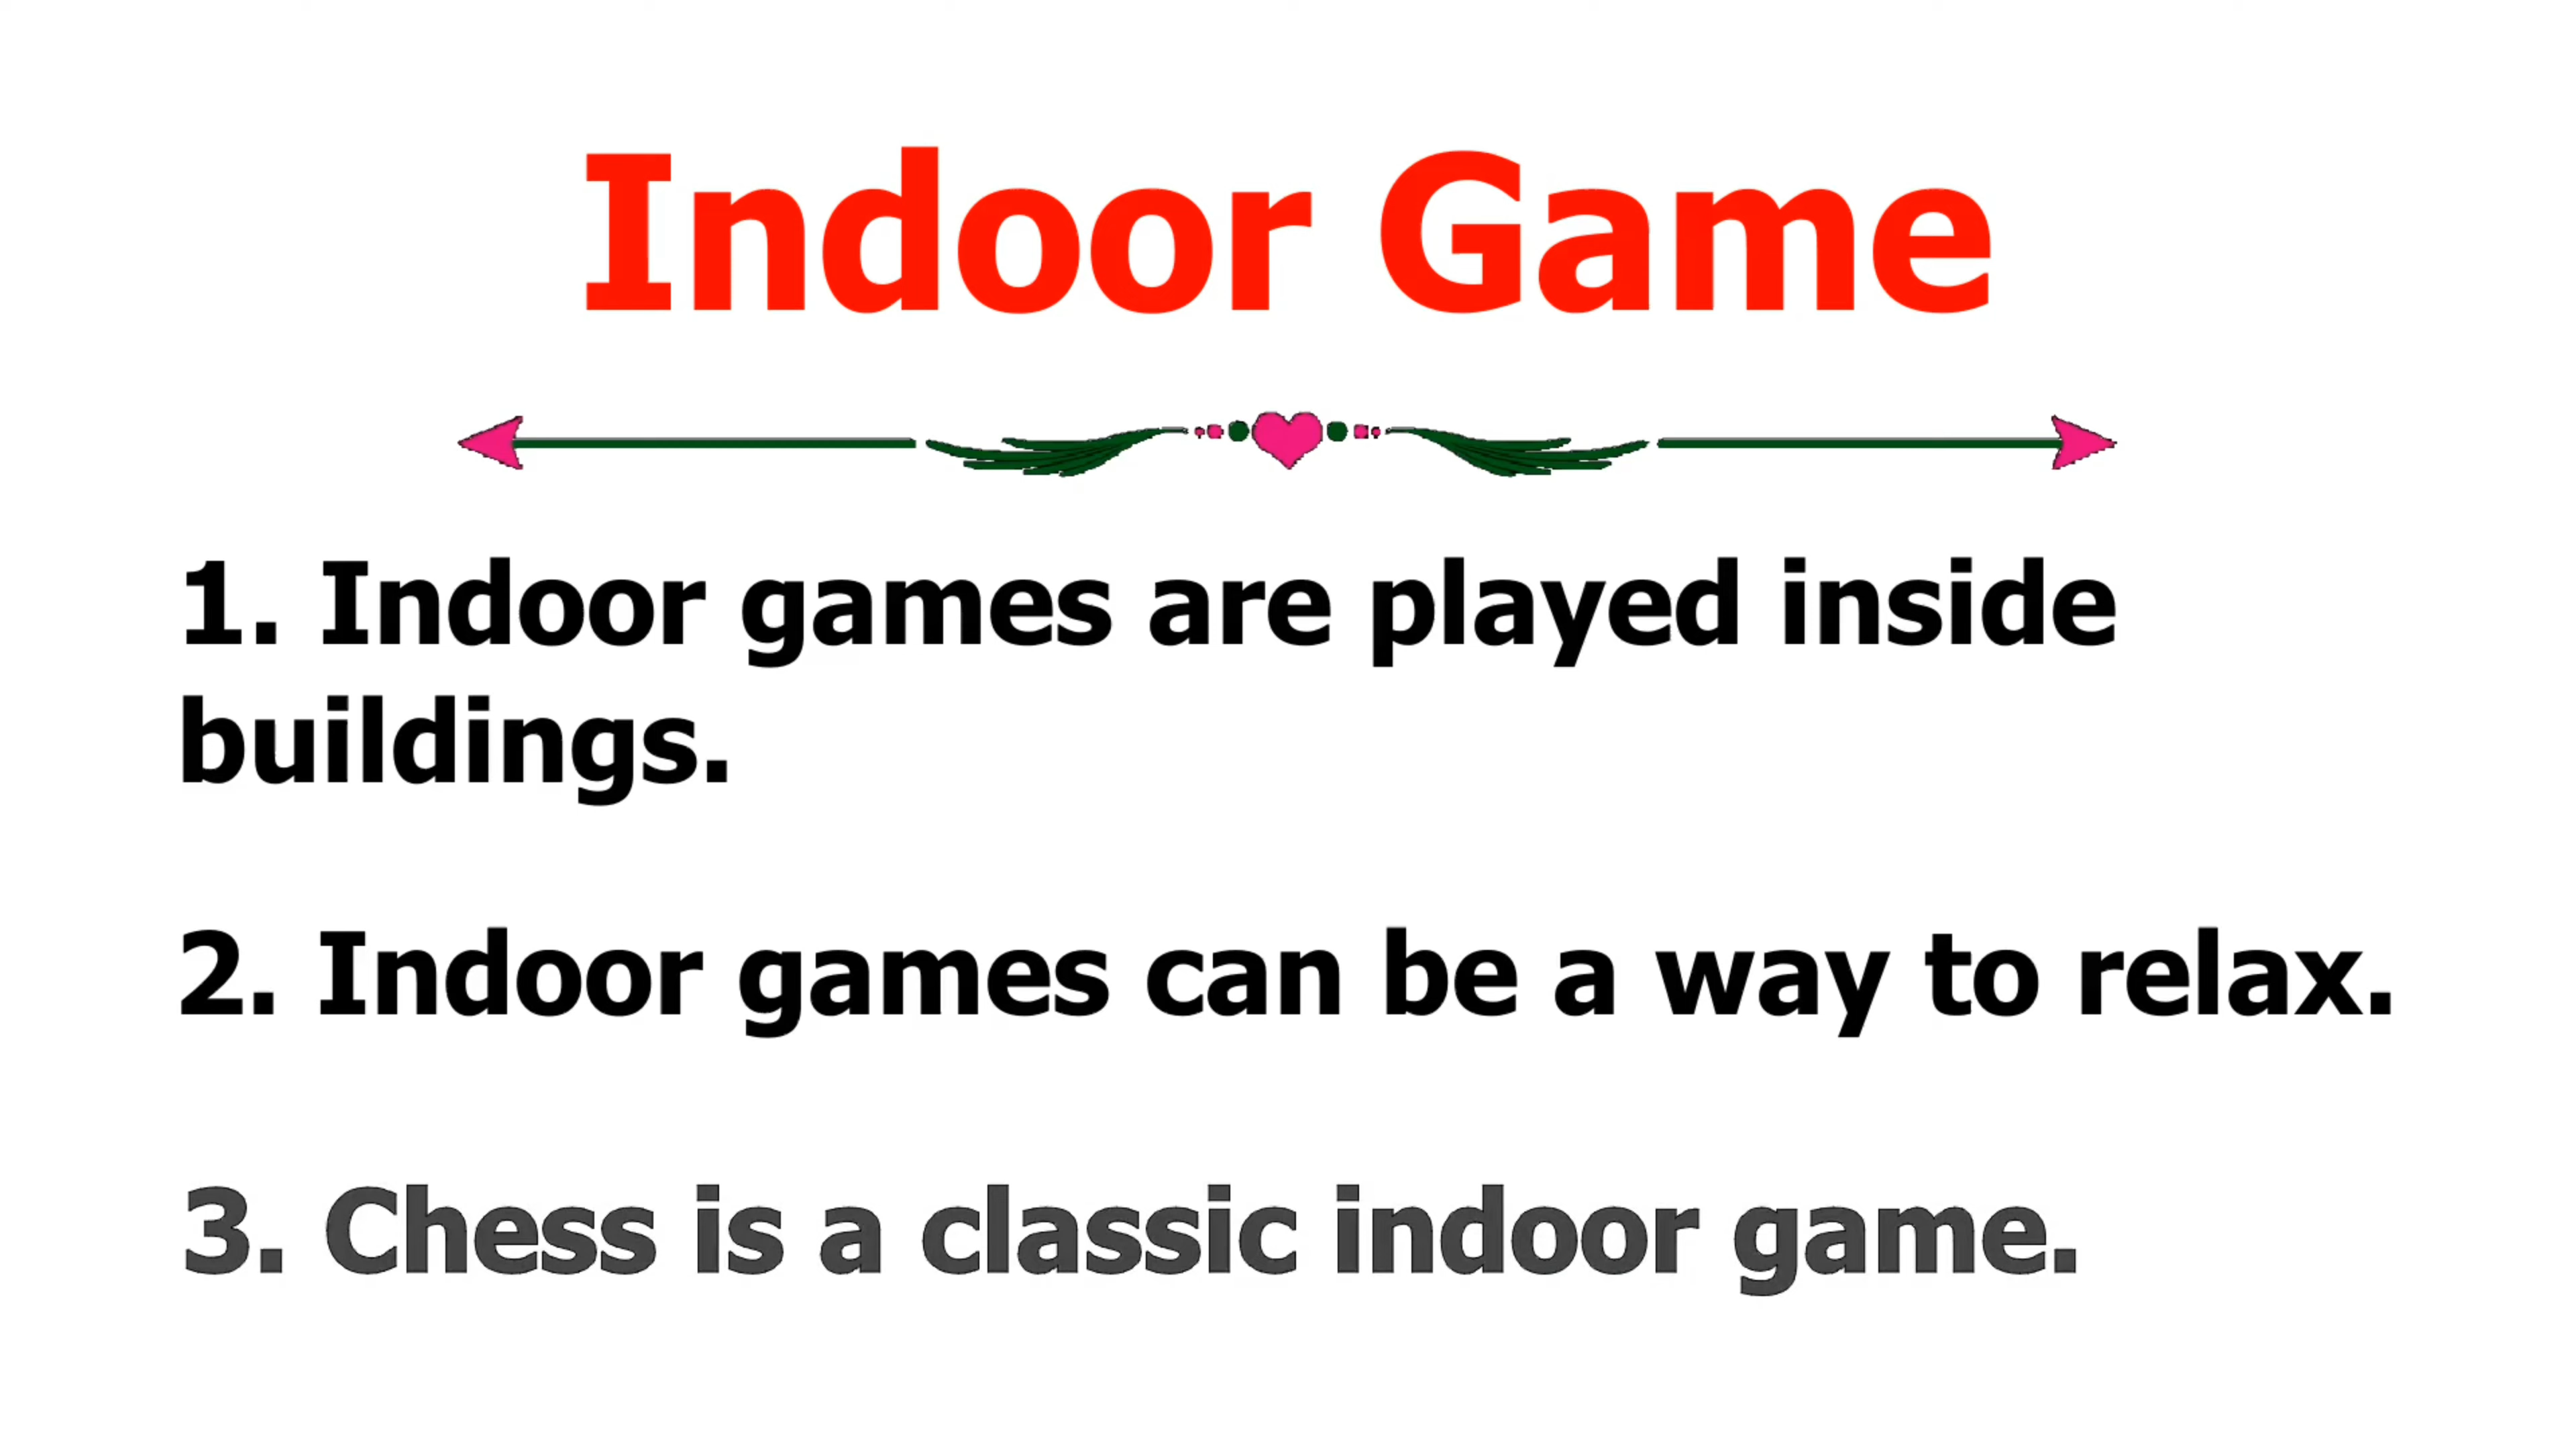 Indoor Game
1. Indoor games are played inside
buildings.
2. Indoor games can be a way to relax.
3. Chess is a classic indoor game.